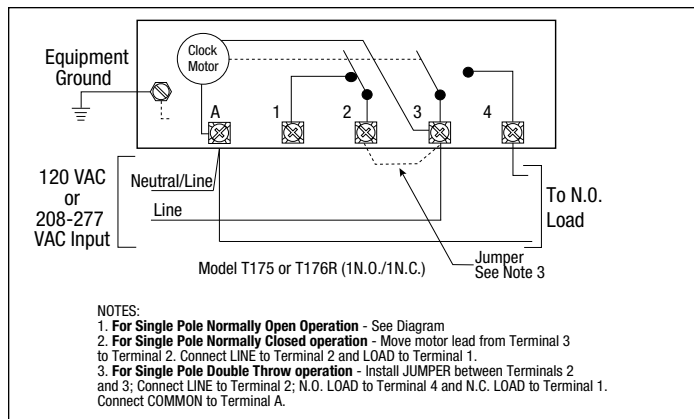 Equipment
Ground
Clock
Motor
A
1
2
3
4
120 VAC
or
208-277
VAC Input
Neutral/Line
Line
To N.O.
Load
Jumper
See Note 3
Model T175 or T176R (1N.O./1N.C.)
NOTES:
1. For Single Pole Normally Open Operation - See Diagram
2. For Single Pole Normally Closed operation - Move motor lead from Terminal 3
to Terminal 2. Connect LINE to Terminal 2 and LOAD to Terminal 1.
3. For Single Pole Double Throw operation - Install JUMPER between Terminals 2
and 3; Connect LINE to Terminal 2; N.O. LOAD to Terminal 4 and N.C. LOAD to Terminal 1.
Connect COMMON to Terminal A.